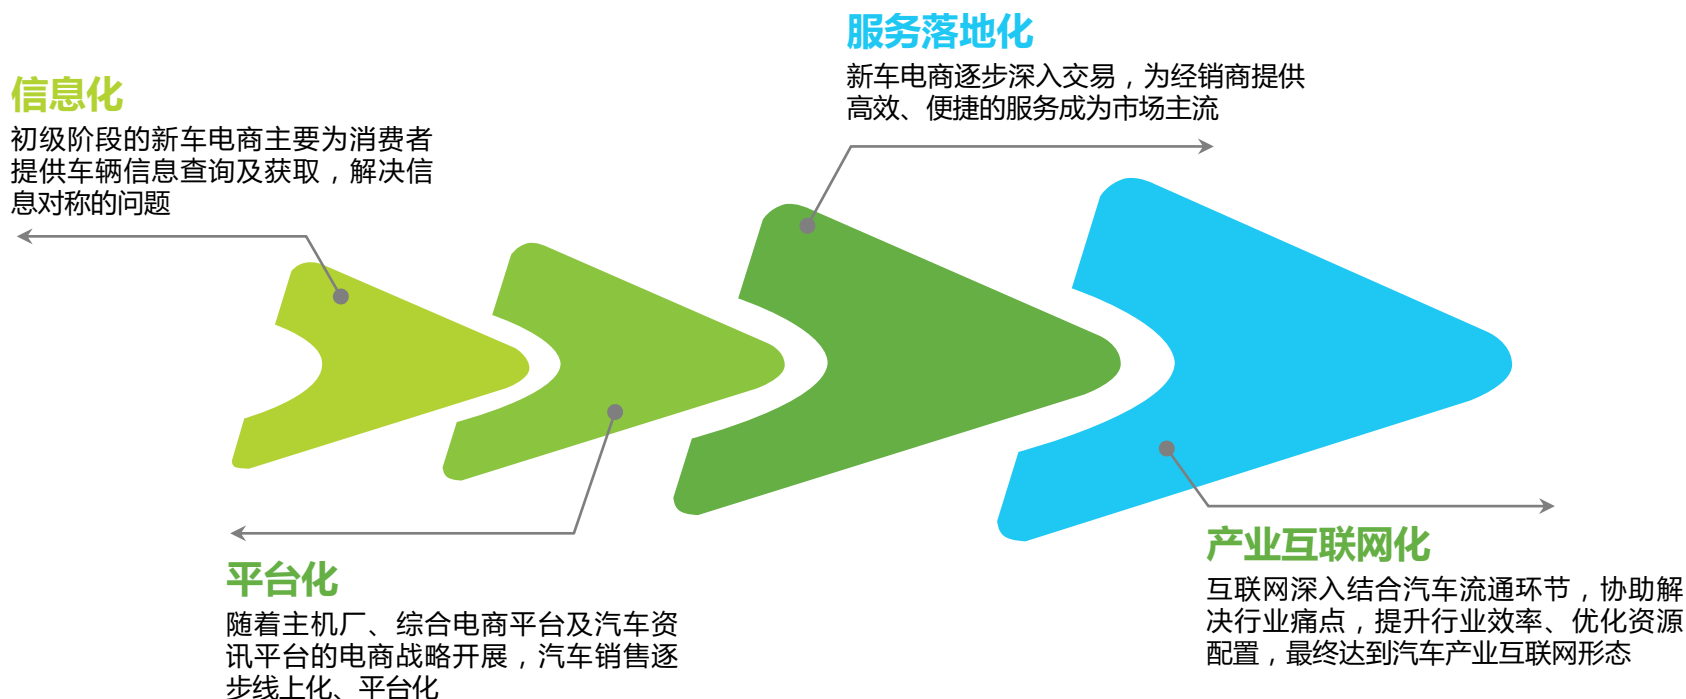 信息化
初级阶段的新车电商主要为消费者
提供车辆信息查询及获取，解决信
息对称的问题
服务落地化
新车电商逐步深入交易，为经销商提供
高效、便捷的服务成为市场主流
平台化
随着主机厂、综合电商平台及汽车资
讯平台的电商战略开展，汽车销售逐
步线上化、平台化
产业互联网化
互联网深入结合汽车流通环节，协助解
决行业痛点，提升行业效率、优化资源
配置，最终达到汽车产业互联网形态